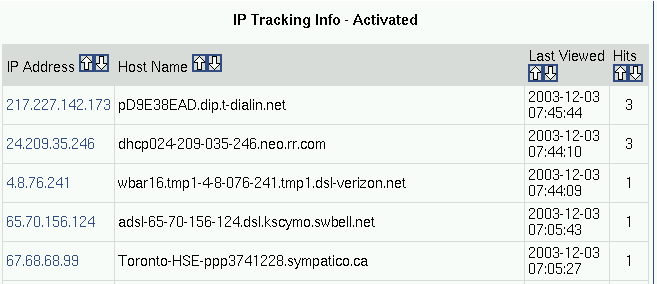 IP Tracking Info - Activated
IP Address Host Name Last Viewed Hits
217.227.142.173 pD9E38EAD.dip.t-dialin.net 2003-12-03 07:45:44 3
24.209.35.246 dhcp024-209-035-246.neo.rr.com 2003-12-03 07:44:10 3
4.8.76.241 wbar16.tmp1-4-8-076-241.tmp1.dsl-verizon.net 2003-12-03 07:44:09 1
65.70.156.124 adsl-65-70-156-124.dsl.kscymo.swbell.net 2003-12-03 07:05:43 1
67.68.68.99 Toronto-HSE-ppp3741228.sympatico.ca 2003-12-03 07:05:27 1